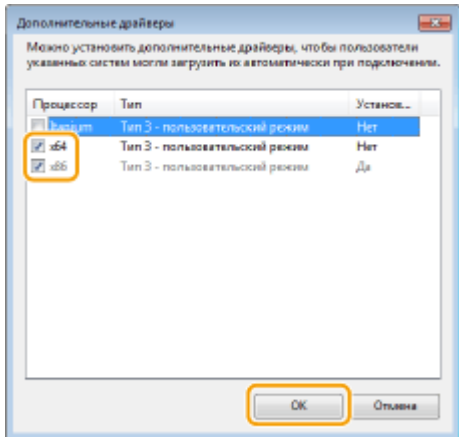 Дополнительные драйверы
Можно установить дополнительные драйверы, чтобы пользователи
указанных систем могли загрузить их автоматически при подключении.
Процессор Тип Установ...
Itanium Тип 3 - пользовательский режим Нет
x64 Тип 3 - пользовательский режим Нет
x86 Тип 3 - пользовательский режим Да
OK Отмена